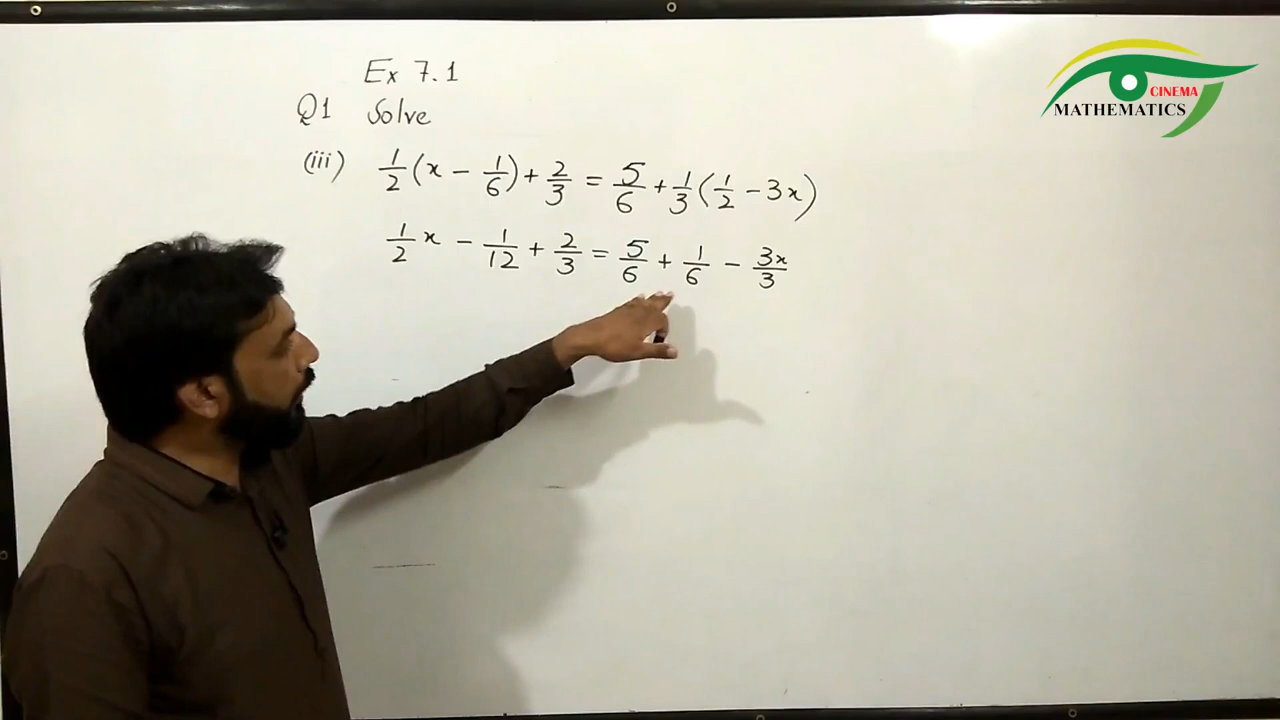 Ex 7.1
Q1 Solve
(iii) 1/2 (x - 1/6) + 2/3 = 5/6 + 1/3 (1/2 - 3x)
1/2 x - 1/12 + 2/3 = 5/6 + 1/6 - 3x/3
CINEMA
MATHEMATICS